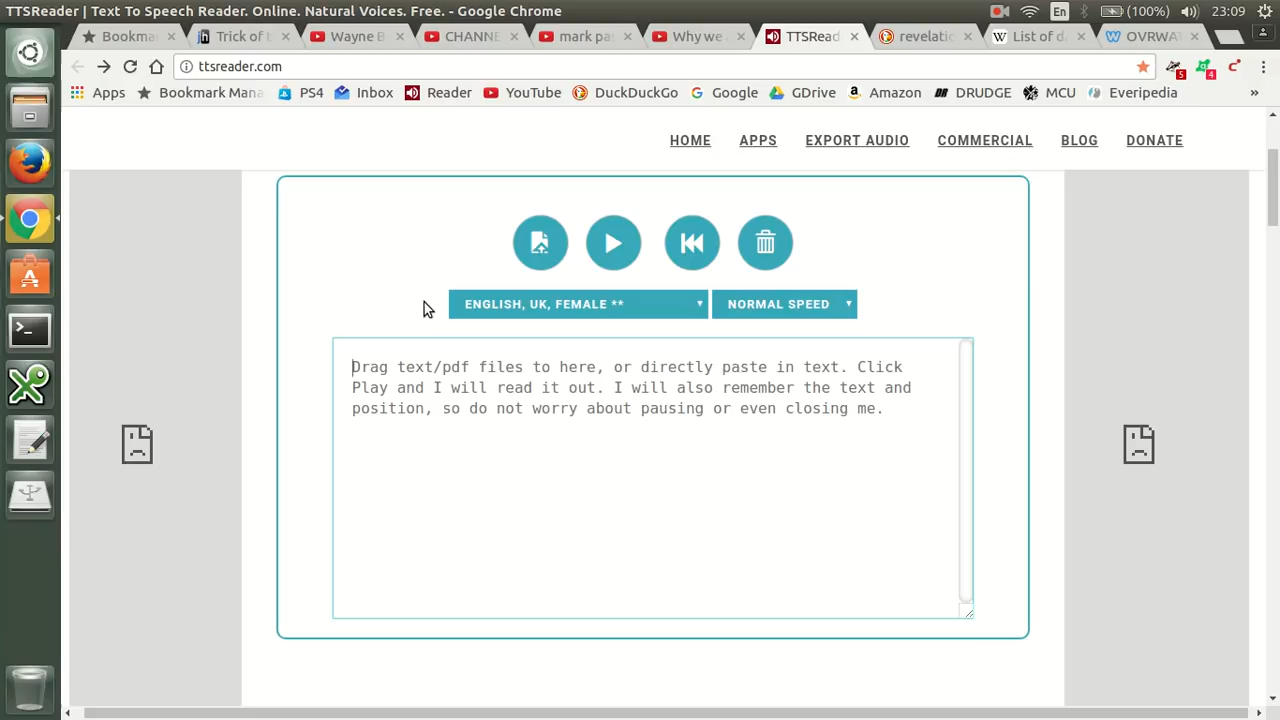 TTSReader | Text To Speech Reader. Online. Natural Voices. Free. - Google Chrome
En
(100%)
23:09
Bookma
Trick of
Wayne B
CHANNE
mark pa
Why we
TTSRead
revelatio
List of d
OVRWA
ttsreader.com
5
4
Apps
Bookmark Mana
PS4
Inbox
Reader
YouTube
DuckDuckGo
Google
GDrive
Amazon
DRUDGE
MCU
Everipedia
»
HOME
APPS
EXPORT AUDIO
COMMERCIAL
BLOG
DONATE
ENGLISH, UK, FEMALE **
NORMAL SPEED
Drag text/pdf files to here, or directly paste in text. Click
Play and I will read it out. I will also remember the text and
position, so do not worry about pausing or even closing me.